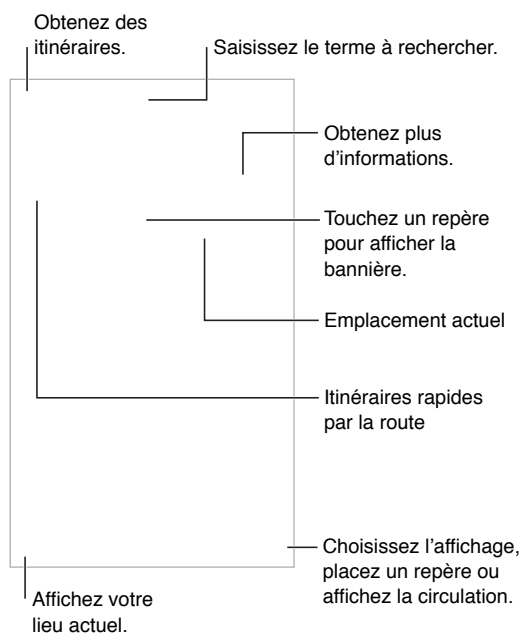 Obtenez des
itinéraires.
Saisissez le terme à rechercher.
Obtenez plus
d'informations.
Touchez un repère
pour afficher la
bannière.
Emplacement actuel
Itinéraires rapides
par la route
Choisissez l'affichage,
placez un repère ou
affichez la circulation.
Affichez votre
lieu actuel.